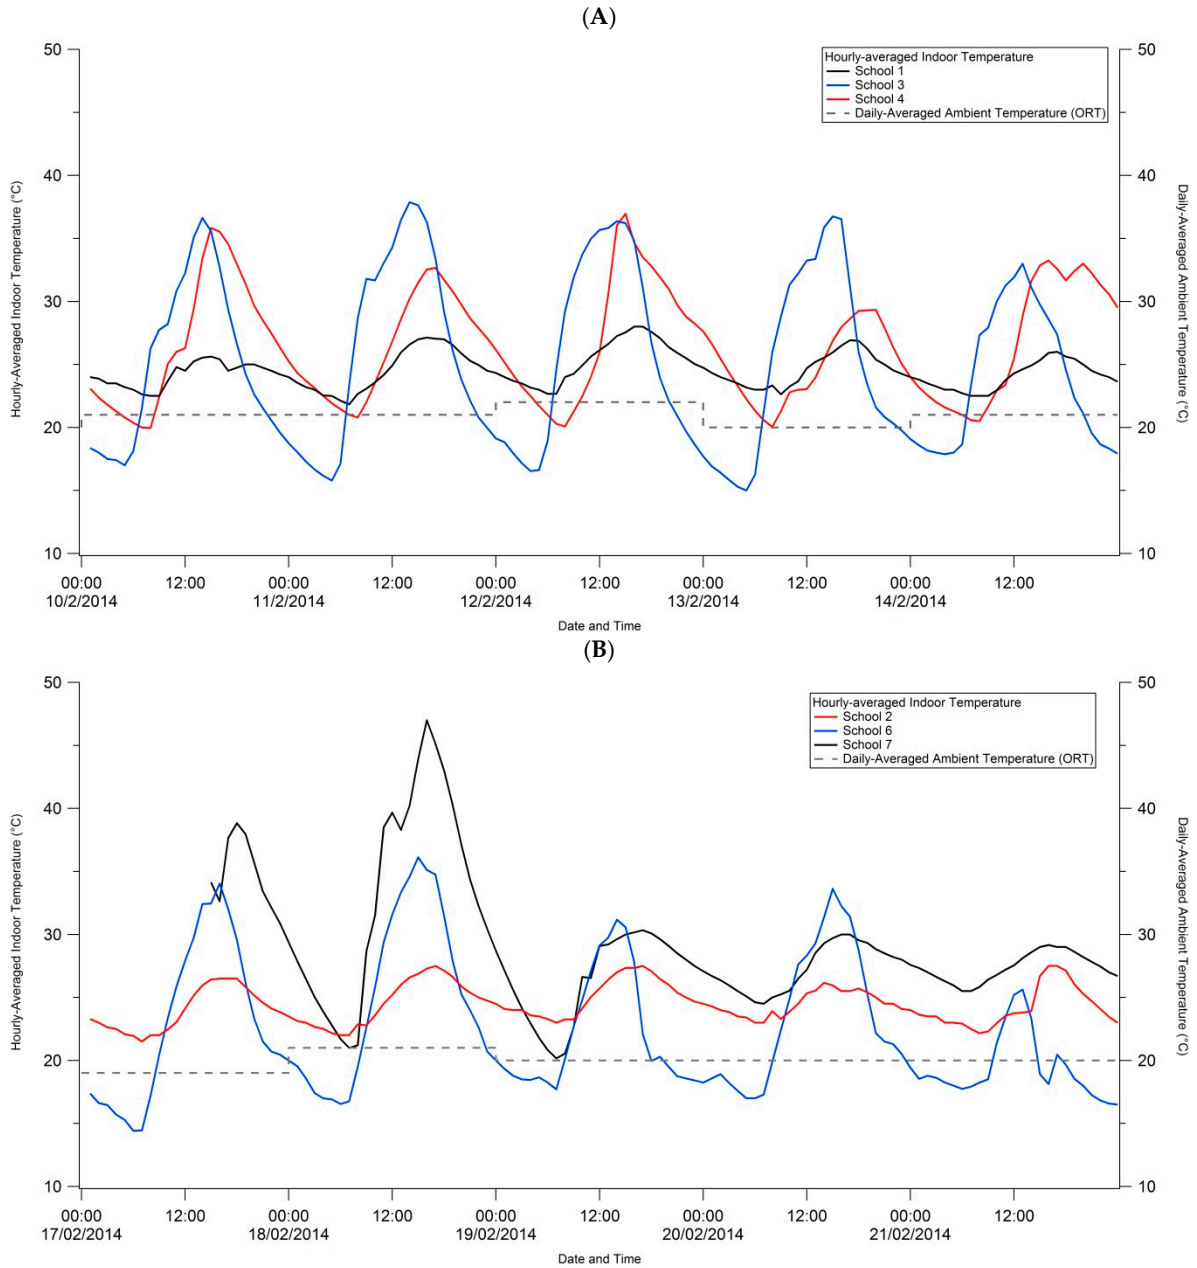 (A)
50
40
30
20
10
Hourly-Averaged Indoor Temperature (°C)
Hourly-averaged Indoor Temperature
School 1
School 3
School 4
Daily-Averaged Ambient Temperature (ORT)
50
40
30
20
10
Daily-Averaged Ambient Temperature (°C)
00:00 12:00 00:00 12:00 00:00 12:00 00:00 12:00 00:00 12:00
10/2/2014 11/2/2014 12/2/2014 13/2/2014 14/2/2014
Date and Time
(B)
50
40
30
20
10
Hourly-Averaged Indoor Temperature (°C)
Hourly-averaged Indoor Temperature
School 2
School 6
School 7
Daily-Averaged Ambient Temperature (ORT)
50
40
30
20
10
Daily-Averaged Ambient Temperature (°C)
00:00 12:00 00:00 12:00 00:00 12:00 00:00 12:00 00:00 12:00
17/02/2014 18/02/2014 19/02/2014 20/02/2014 21/02/2014
Date and Time